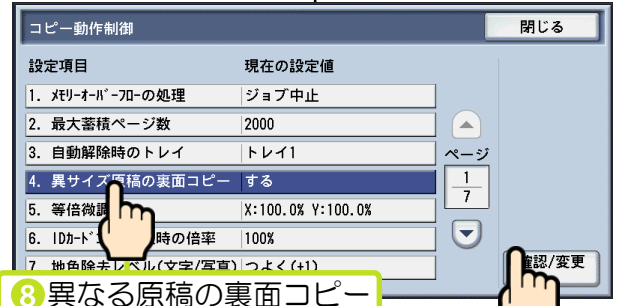 コピー動作制御
閉じる
設定項目 現在の設定値
1. ﾒﾓﾘｰｵｰﾊﾞｰﾌﾛｰの処理 ジョブ中止
2. 最大蓄積ページ数 2000
3. 自動解除時のトレイ トレイ1
4. 異サイズ原稿の裏面コピー する
5. 等倍微調 X:100.0% Y:100.0%
6. IDｶｰﾄﾞ 時の倍率 100%
7. 地色除去レベル(文字/写真) つよく(+1)
ページ
1
7
確認/変更
⑧異なる原稿の裏面コピー